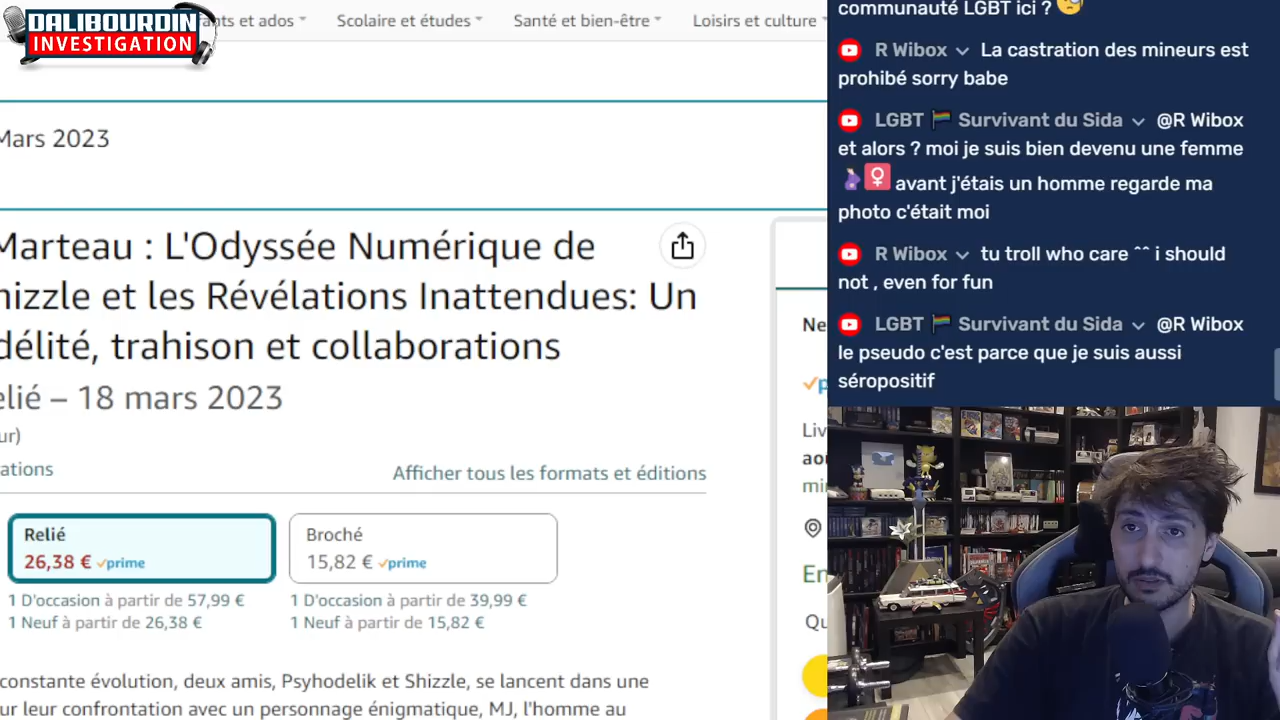 DALIBOURDIN
INVESTIGATION
ants et ados
Scolaire et études
Santé et bien-être
Loisirs et culture
Mars 2023
Marteau : L'Odyssée Numérique de
hizzle et les Révélations Inattendues: Un
délité, trahison et collaborations
elié – 18 mars 2023
ur)
ations
Afficher tous les formats et éditions
Relié
26,38 € prime
Broché
15,82 € prime
1 D'occasion à partir de 57,99 €
1 Neuf à partir de 26,38 €
1 D'occasion à partir de 39,99 €
1 Neuf à partir de 15,82 €
constante évolution, deux amis, Psyhodelik et Shizzle, se lancent dans une
ur leur confrontation avec un personnage énigmatique, MJ, l'homme au
Ne
Liv
aoû
En
Qu
communauté LGBT ici ?
R Wibox La castration des mineurs est
prohibé sorry babe
LGBT Survivant du Sida @R Wibox
et alors ? moi je suis bien devenu une femme
avant j'étais un homme regarde ma
photo c'était moi
R Wibox tu troll who care ^^ i should
not , even for fun
LGBT Survivant du Sida @R Wibox
le pseudo c'est parce que je suis aussi
séropositif